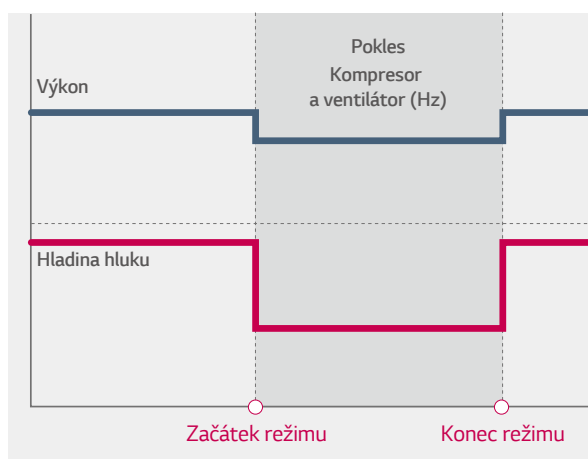 Pokles
Kompresor
a ventilátor (Hz)
Výkon
Hladina hluku
Začátek režimu
Konec režimu